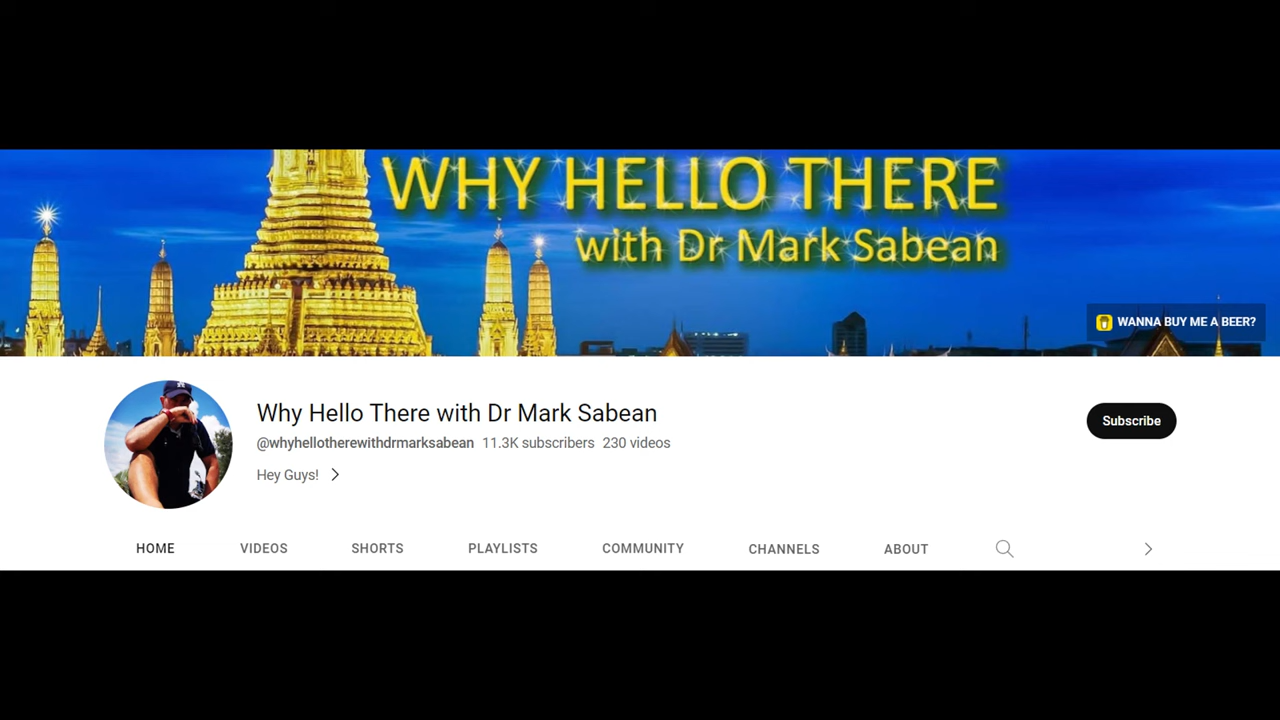 WHY HELLO THERE
with Dr Mark Sabean
WANNA BUY ME A BEER?
Why Hello There with Dr Mark Sabean
@whyhellotherewithdrmarksabean 11.3K subscribers 230 videos
Subscribe
Hey Guys!
HOME VIDEOS SHORTS PLAYLISTS COMMUNITY CHANNELS ABOUT